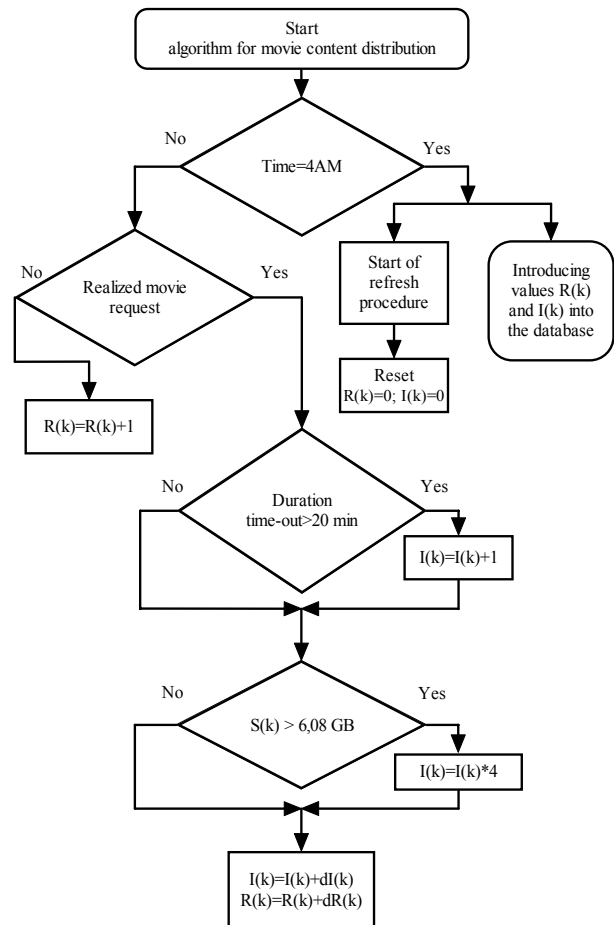 Start
algorithm for movie content distribution
No
Yes
Time=4AM
No
Realized movie
request
Yes
Start of
refresh
procedure
Introducing
values R(k)
and I(k) into
the database
Reset
R(k)=0; I(k)=0
R(k)=R(k)+1
No
Duration
time-out>20 min
Yes
I(k)=I(k)+1
No
S(k) > 6,08 GB
Yes
I(k)=I(k)*4
I(k)=I(k)+dI(k)
R(k)=R(k)+dR(k)